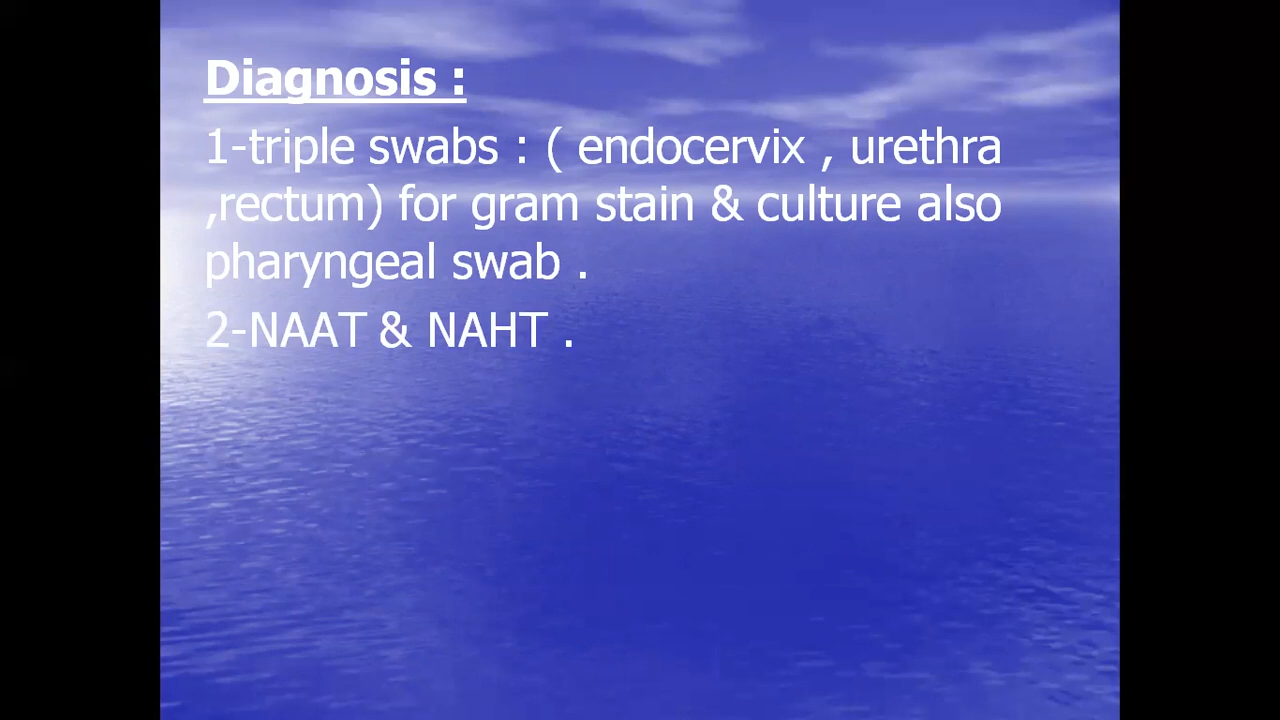 Diagnosis :
1-triple swabs : ( endocervix , urethra
,rectum) for gram stain & culture also
pharyngeal swab .
2-NAAT & NAHT .